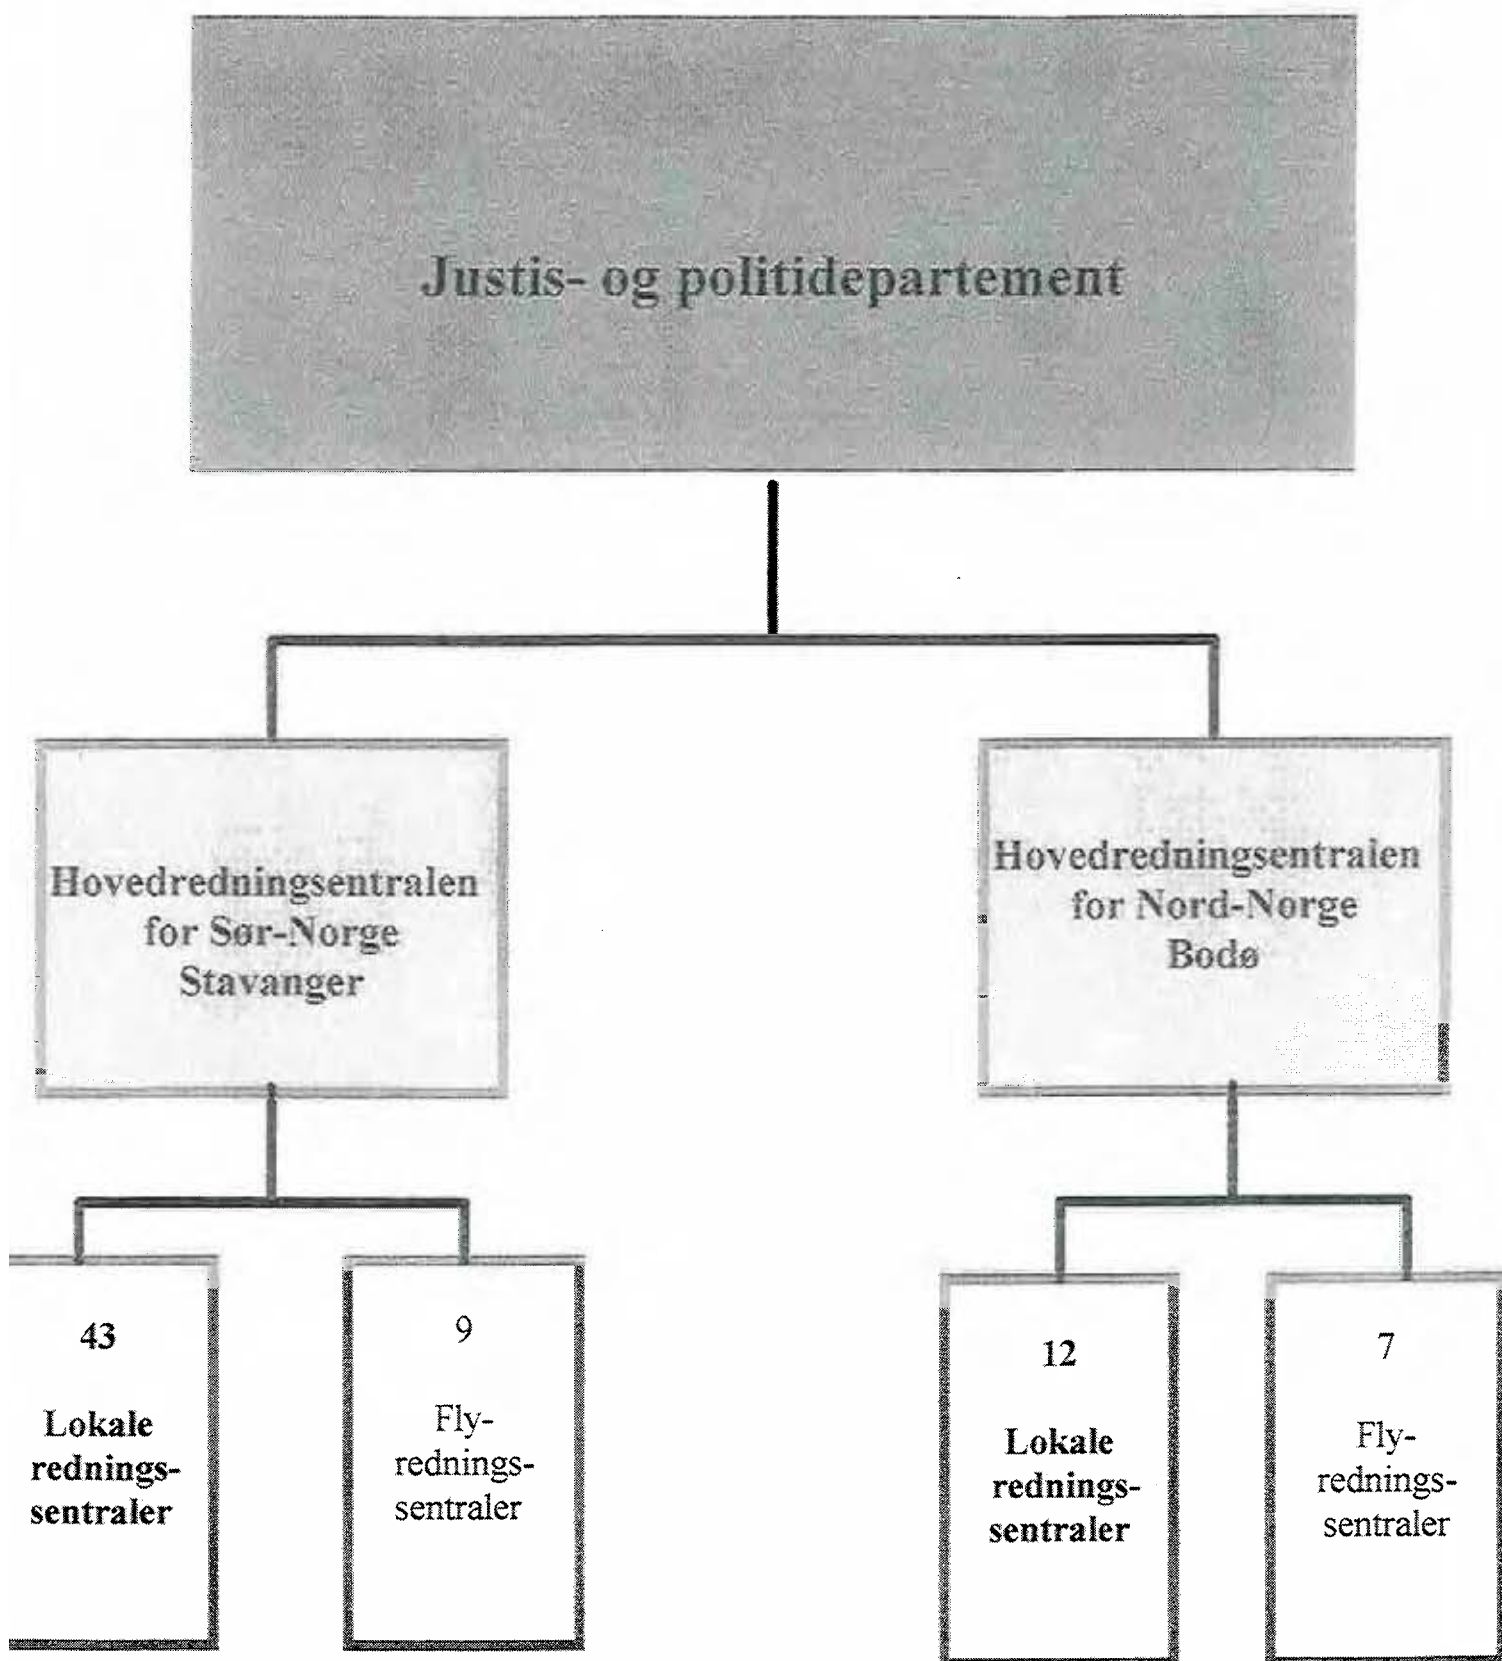 Justis- og politidepartement
Hovedredningsentralen
for Sør-Norge
Stavanger
Hovedredningsentralen
for Nord-Norge
Bodø
43
Lokale
rednings-
sentraler
9
Fly-
rednings-
sentraler
12
Lokale
rednings-
sentraler
7
Fly-
rednings-
sentraler